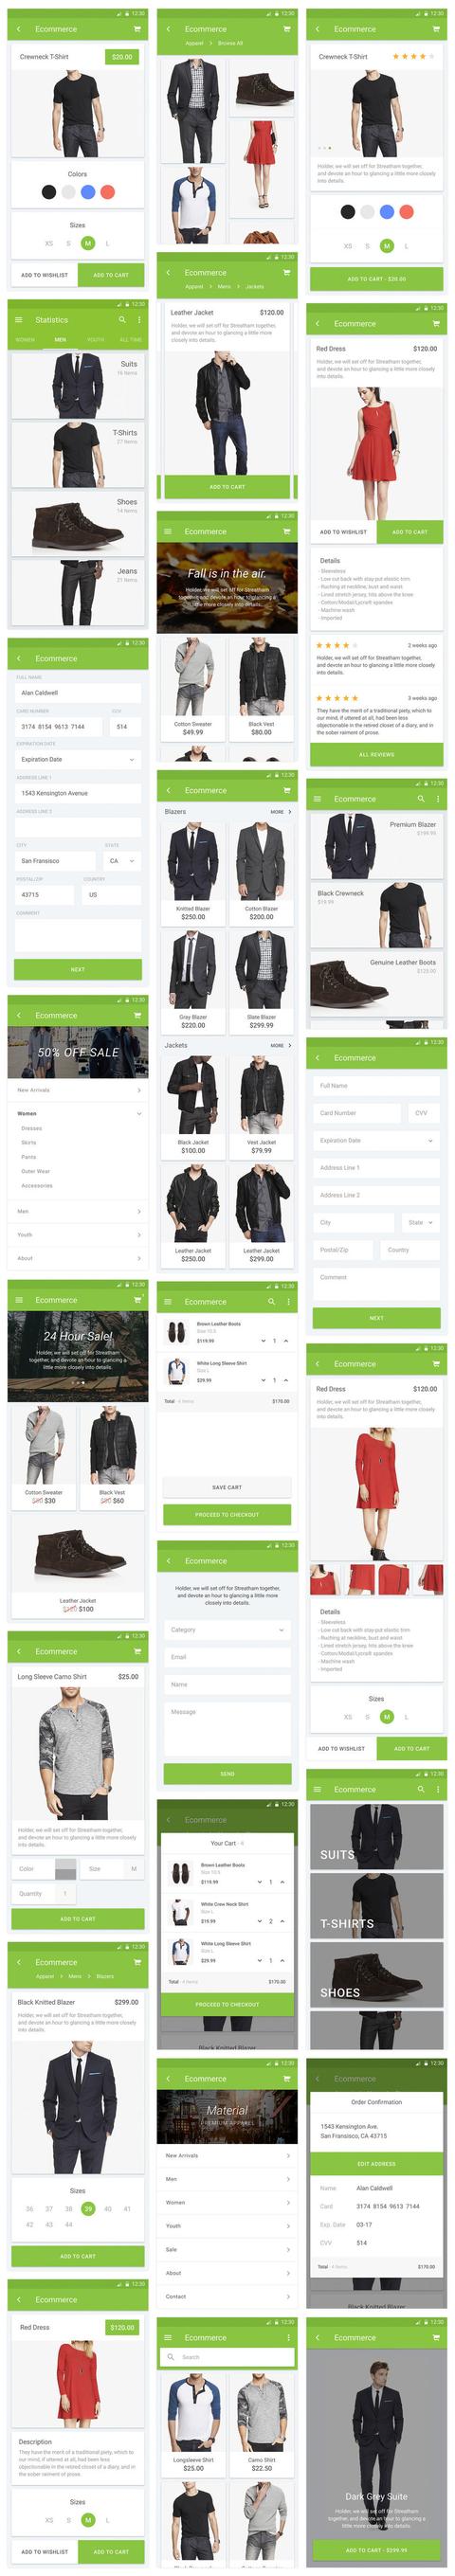 12:30
Ecommerce
Crewneck T-Shirt
$20.00
Colors
Sizes
XS S M L
ADD TO WISHLIST
ADD TO CART
12:30
Statistics
WOMEN MEN YOUTH ALL TIME
Suits
T-Shirts
27 Items
Shoes
14 Items
Jeans
21 Items
12:30
Ecommerce
FULL NAME
Alan Caldwell
CARD NUMBER
CVV
3174 8154 9613 7144
514
EXPIRATION DATE
Expiration Date
ADDRESS LINE 1
1543 Kensington Avenue
ADDRESS LINE 2
CITY
STATE
San Fransisco
CA
POSTAL/ZIP
COUNTRY
43715
US
COMMENT
NEXT
12:30
Ecommerce
50% OFF SALE
New Arrivals
Women
Dresses
Skirts
Pants
Outer Wear
Accessories
Men
Youth
About
12:30
Ecommerce
24 Hour Sale!
Holder, we will set off for Streatham
together, and devote an hour to glancing a
little more closely into details.
Cotton Sweater
$30
Black Vest
$60
Leather Jacket
$120 $100
12:30
Ecommerce
Long Sleeve Camo Shirt
$25.00
Holder, we will set off for Streatham together,
and devote an hour to glancing a little more closely
into details.
Color
Size
M
Quantity
1
ADD TO CART
12:30
Ecommerce
Apparel > Mens > Blazers
Black Knitted Blazer
$299.00
Holder, we will set off for Streatham together,
and devote an hour to glancing a little more closely
into details.
Sizes
36 37 38 39 40 41
42 43 44
ADD TO CART
12:30
Ecommerce
Red Dress
$120.00
Description
They have the merit of a traditional piety, which to
our mind, if uttered at all, had been less
objectionable in the retired closet of a diary, and in
the sober raiment of prose.
Sizes
XS S M L
ADD TO WISHLIST
ADD TO CART
12:30
Ecommerce
Apparel > Browse All
12:30
Ecommerce
Apparel > Mens > Jackets
Leather Jacket
$120.00
Holder, we will set off for Streatham together,
and devote an hour to glancing a little more closely
into details.
ADD TO CART
12:30
Ecommerce
Fall is in the air.
Holder, we will set off for Streatham
together, and devote an hour to glancing a
little more closely into details.
Cotton Sweater
$49.99
Black Vest
$80.00
12:30
Ecommerce
Blazers
MORE >
Knitted Blazer
$250.00
Cotton Blazer
$200.00
Gray Blazer
$220.00
Slate Blazer
$299.99
Jackets
MORE >
Black Jacket
$100.00
Vest Jacket
$79.99
Leather Jacket
$250.00
Leather Jacket
$299.00
12:30
Ecommerce
Brown Leather Boots
Size 10.5
$119.99
1
White Long Sleeve Shirt
Size L
$29.99
1
Total
$170.00
SAVE CART
PROCEED TO CHECKOUT
12:30
Ecommerce
Holder, we will set off for Streatham together,
and devote an hour to glancing a little more
closely into details.
Category
Email
Name
Message
SEND
12:30
Ecommerce
Your Cart · 4
Brown Leather Boots
Size 10.5
$119.99
1
White Crew Neck Shirt
Size L
$19.99
2
White Long Sleeve Shirt
Size L
$29.99
1
Total · 4 Items
$170.00
PROCEED TO CHECKOUT
Black Knitted Blazer
12:30
Ecommerce
Material
PREMIUM APPAREL
New Arrivals
Men
Women
Youth
Sale
About
Contact
12:30
Ecommerce
Search
Longsleeve Shirt
$25.00
Camo Shirt
$22.50
12:30
Ecommerce
Crewneck T-Shirt
Holder, we will set off for Streatham together,
and devote an hour to glancing a little more closely
into details.
XS S M L
ADD TO CART - $20.00
12:30
Ecommerce
Red Dress
$120.00
Holder, we will set off for Streatham together,
and devote an hour to glancing a little more closely
into details.
ADD TO WISHLIST
ADD TO CART
Details
- Sleeveless
- Low cut back with stay-put elastic trim
- Ruching at neckline, bust and waist
- Lined stretch jersey, hits above the knee
- Cotton/Modal/Lycra® spandex
- Machine wash
- Imported
2 weeks ago
Holder, we will set off for Streatham together,
and devote an hour to glancing a little more closely
into details.
3 weeks ago
They have the merit of a traditional piety, which to
our mind, if uttered at all, had been less
objectionable in the retired closet of a diary, and in
the sober raiment of prose.
ALL REVIEWS
12:30
Ecommerce
Premium Blazer
$199.99
Black Crewneck
$19.99
Genuine Leather Boots
$120.00
12:30
Ecommerce
Full Name
Card Number
CVV
Expiration Date
Address Line 1
Address Line 2
City
State
Postal/Zip
Country
Comment
NEXT
12:30
Ecommerce
Red Dress
$120.00
Holder, we will set off for Streatham together,
and devote an hour to glancing a little more closely
into details.
Details
- Sleeveless
- Low cut back with stay-put elastic trim
- Ruching at neckline, bust and waist
- Lined stretch jersey, hits above the knee
- Cotton/Modal/Lycra® spandex
- Machine wash
- Imported
Sizes
XS S M L
ADD TO WISHLIST
ADD TO CART
12:30
SUITS
T-SHIRTS
SHOES
12:30
Ecommerce
Order Confirmation
1543 Kensington Ave.
San Fransisco, CA 43715
EDIT ADDRESS
Name
Alan Caldwell
Card
3174 8154 9613 7144
Exp. Date
03-17
CVV
514
Total · 4 Items
$170.00
Black Knitted Blazer
12:30
Ecommerce
Dark Grey Suite
Holder, we will set off for Streatham
together, and devote an hour to glancing a
little more closely into details.
ADD TO CART - $299.99